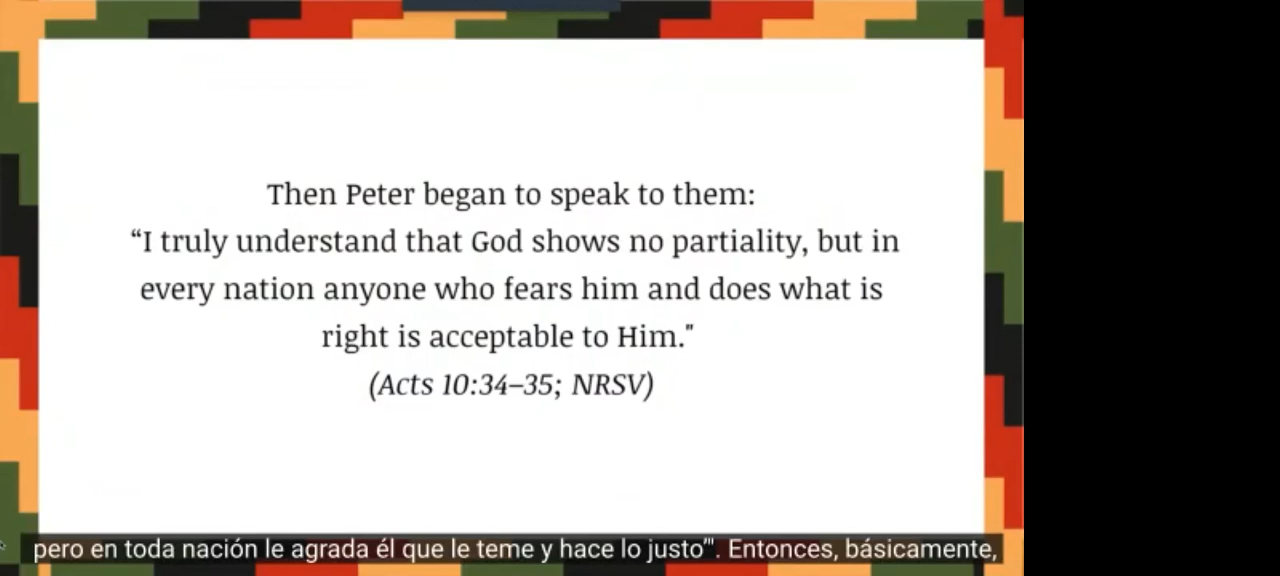 Then Peter began to speak to them:
“I truly understand that God shows no partiality, but in
every nation anyone who fears him and does what is
right is acceptable to Him."
(Acts 10:34–35; NRSV)
pero en toda nación le agrada él que le teme y hace lo justo'". Entonces, básicamente,